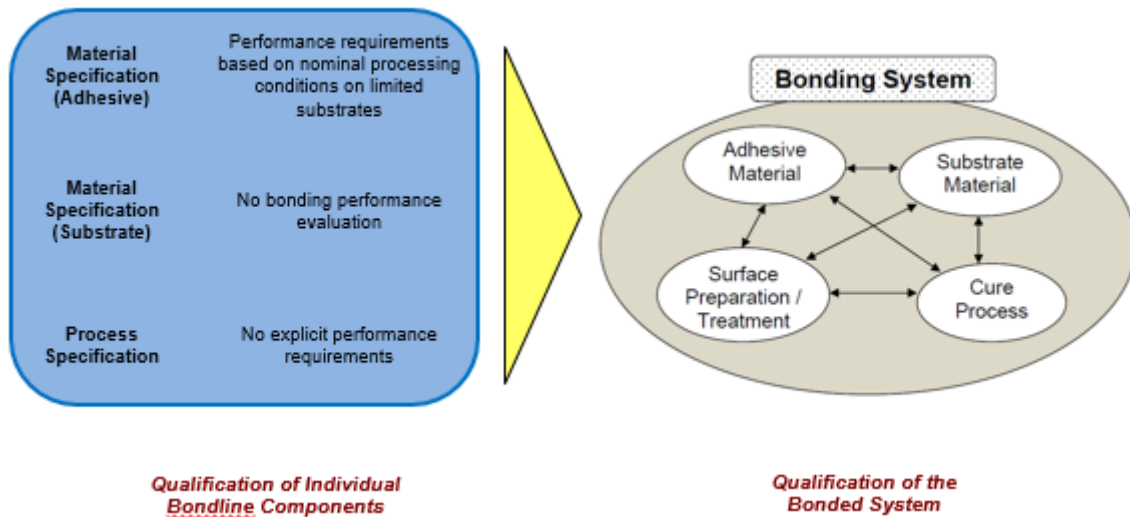 Material
Specification
(Adhesive)
Performance requirements
based on nominal processing
conditions on limited
substrates
Material
Specification
(Substrate)
No bonding performance
evaluation
Process
Specification
No explicit performance
requirements
Qualification of Individual
Bondline Components
Bonding System
Adhesive
Material
Substrate
Material
Surface
Preparation /
Treatment
Cure
Process
Qualification of the
Bonded System